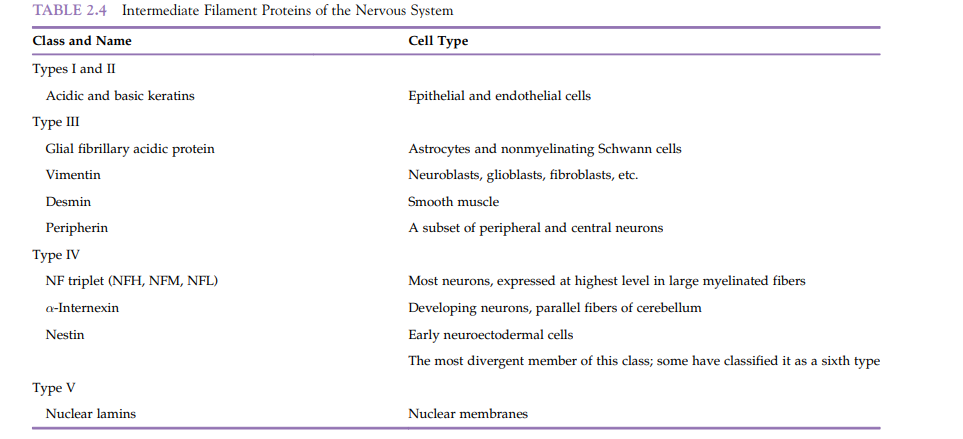 TABLE 2.4 Intermediate Filament Proteins of the Nervous System
Class and Name Cell Type
Types I and II
Acidic and basic keratins Epithelial and endothelial cells
Type III
Glial fibrillary acidic protein Astrocytes and nonmyelinating Schwann cells
Vimentin Neuroblasts, glioblasts, fibroblasts, etc.
Desmin Smooth muscle
Peripherin A subset of peripheral and central neurons
Type IV
NF triplet (NFH, NFM, NFL) Most neurons, expressed at highest level in large myelinated fibers
α-Internexin Developing neurons, parallel fibers of cerebellum
Nestin Early neuroectodermal cells
The most divergent member of this class; some have classified it as a sixth type
Type V
Nuclear lamins Nuclear membranes